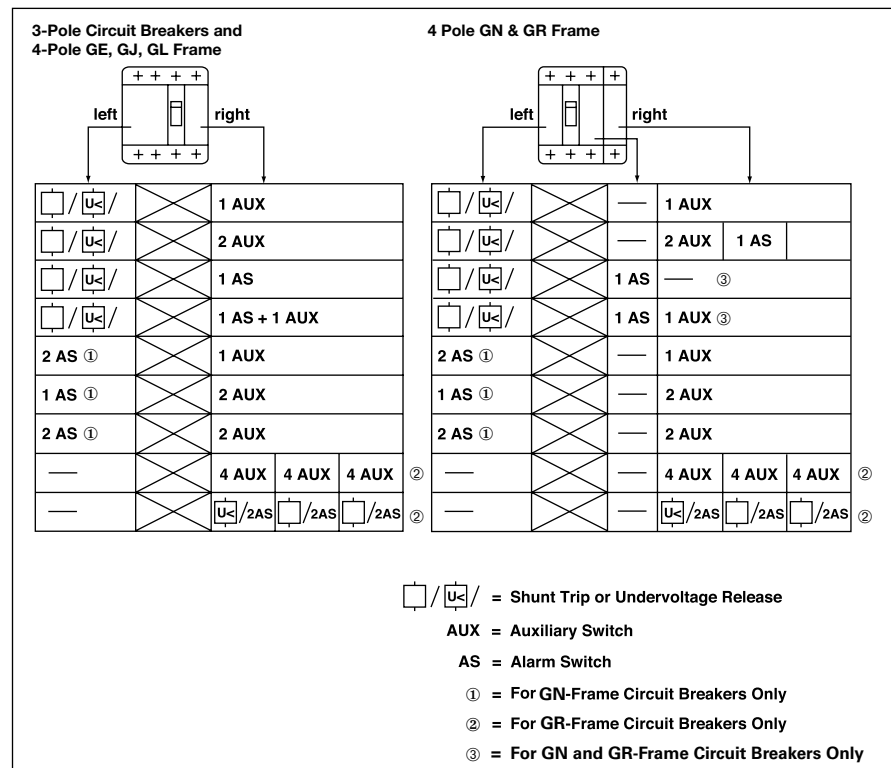 3-Pole Circuit Breakers and
4-Pole GE, GJ, GL Frame
left
right
/ U< / 1 AUX
/ U< / 2 AUX
/ U< / 1 AS
/ U< / 1 AS + 1 AUX
2 AS ① 1 AUX
1 AS ① 2 AUX
2 AS ① 2 AUX
— 4 AUX 4 AUX 4 AUX ②
— U< /2AS /2AS /2AS ②
4 Pole GN & GR Frame
left
right
/ U< / — 1 AUX
/ U< / — 2 AUX 1 AS
/ U< / 1 AS — ③
/ U< / 1 AS 1 AUX ③
2 AS ① — 1 AUX
1 AS ① — 2 AUX
2 AS ① — 2 AUX
— — 4 AUX 4 AUX 4 AUX ②
— — U< /2AS /2AS /2AS ②
/ U< / = Shunt Trip or Undervoltage Release
AUX = Auxiliary Switch
AS = Alarm Switch
① = For GN-Frame Circuit Breakers Only
② = For GR-Frame Circuit Breakers Only
③ = For GN and GR-Frame Circuit Breakers Only